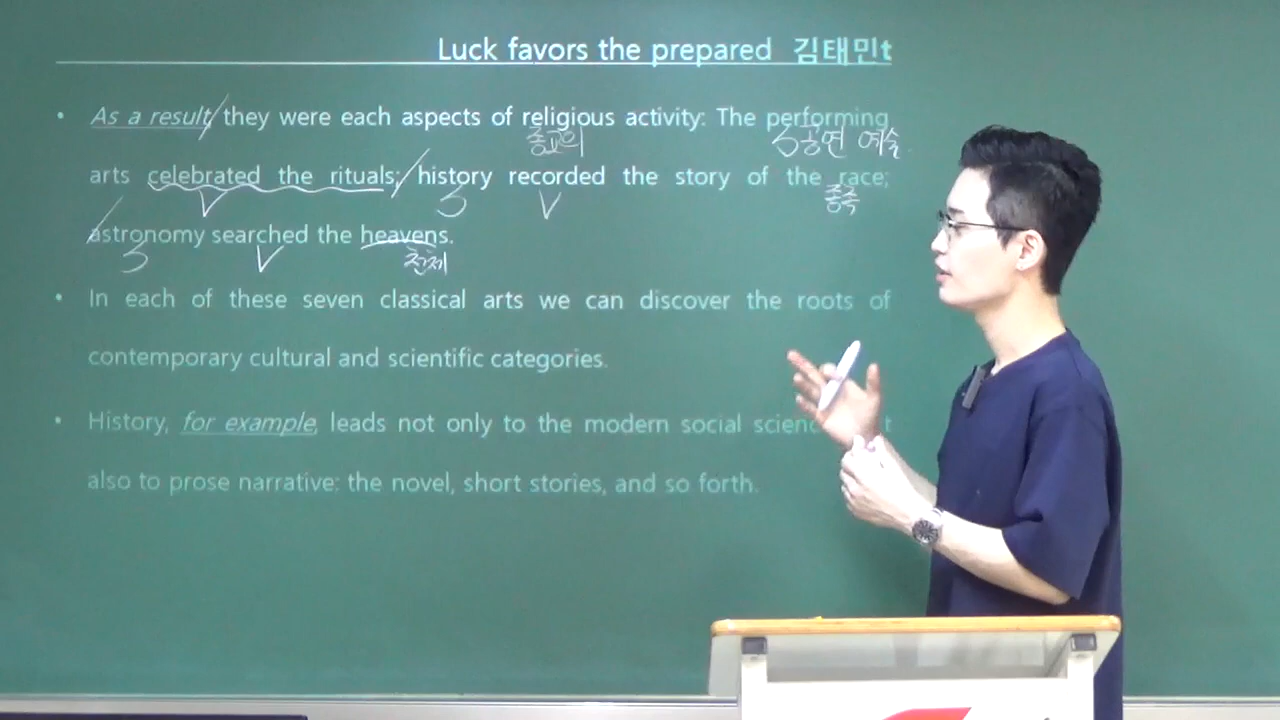 Luck favors the prepared 김태민t
• As a result, they were each aspects of religious activity: The performing
종교의 공연 예술
arts celebrated the rituals; history recorded the story of the race;
S V S V 종족
astronomy searched the heavens.
S V 천체
• In each of these seven classical arts we can discover the roots of
contemporary cultural and scientific categories.
• History, for example, leads not only to the modern social scien t
also to prose narrative: the novel, short stories, and so forth.